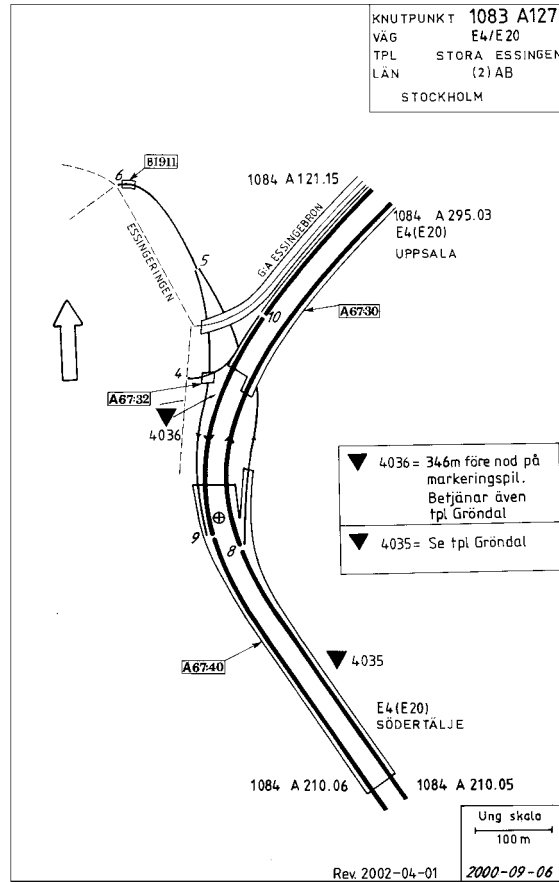 KNUTPUNKT 1083 A127
VÄG E4/E20
TPL STORA ESSINGEN
LÄN (2) AB
STOCKHOLM
6
B1911
1084 A 121.15
1084 A 295.03
E4(E20)
UPPSALA
G:A ESSINGEBRON
ESSINGERINGEN
5
10
A67:30
4
A67:32
4036
4036 = 346m före nod på
markeringspil.
Betjänar även
tpl Gröndal
4035 = Se tpl Gröndal
9
8
A67:40
4035
E4(E20)
SÖDERTÄLJE
1084 A 210.06
1084 A 210.05
Ung skala
100 m
Rev. 2002-04-01
2000-09-06